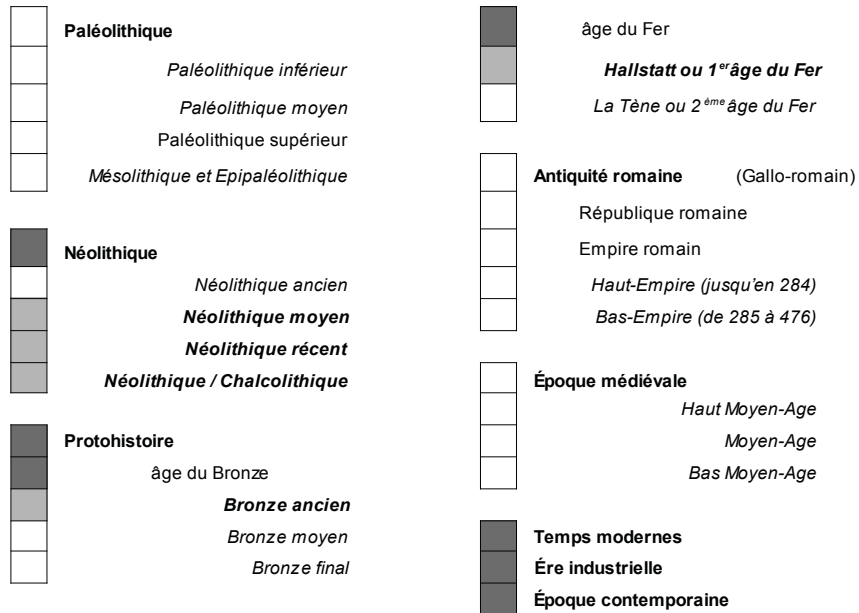 Paléolithique
Paléolithique inférieur
Paléolithique moyen
Paléolithique supérieur
Mésolithique et Epipaléolithique
Néolithique
Néolithique ancien
Néolithique moyen
Néolithique récent
Néolithique / Chalcolithique
Protohistoire
âge du Bronze
Bronze ancien
Bronze moyen
Bronze final
âge du Fer
Hallstatt ou 1er âge du Fer
La Tène ou 2ème âge du Fer
Antiquité romaine (Gallo-romain)
République romaine
Empire romain
Haut-Empire (jusqu'en 284)
Bas-Empire (de 285 à 476)
Époque médiévale
Haut Moyen-Age
Moyen-Age
Bas Moyen-Age
Temps modernes
Ére industrielle
Époque contemporaine